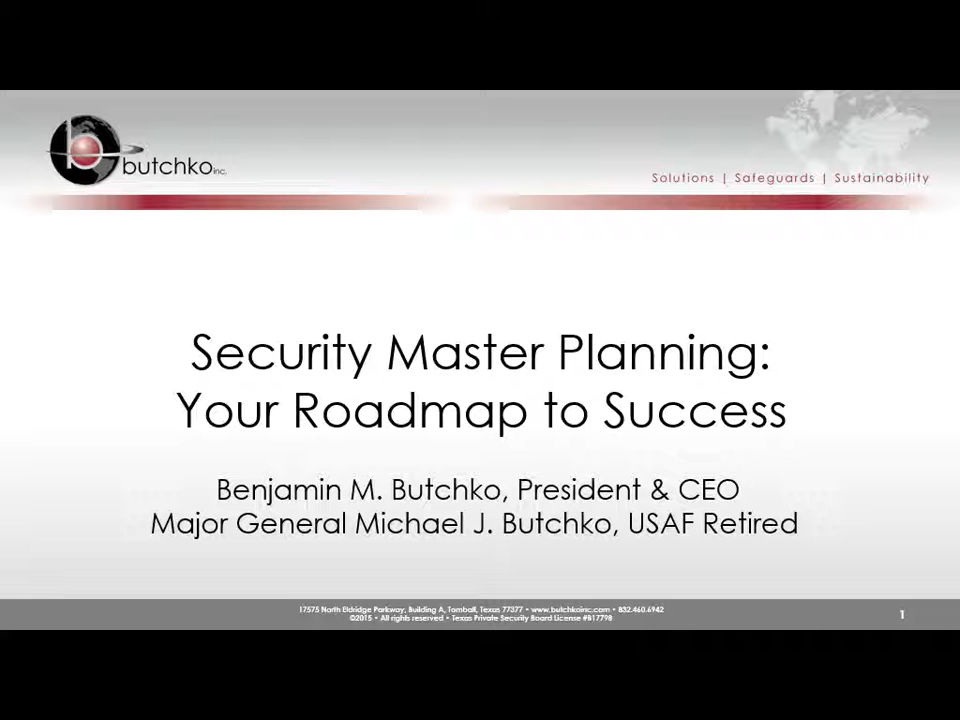 butchko inc.
Solutions | Safeguards | Sustainability
Security Master Planning:
Your Roadmap to Success
Benjamin M. Butchko, President & CEO
Major General Michael J. Butchko, USAF Retired
17575 North Eldridge Parkway, Building A, Tomball, Texas 77377 • www.butchkoinc.com • 832.460.6942
©2015 • All rights reserved • Texas Private Security Board License #B17798
1